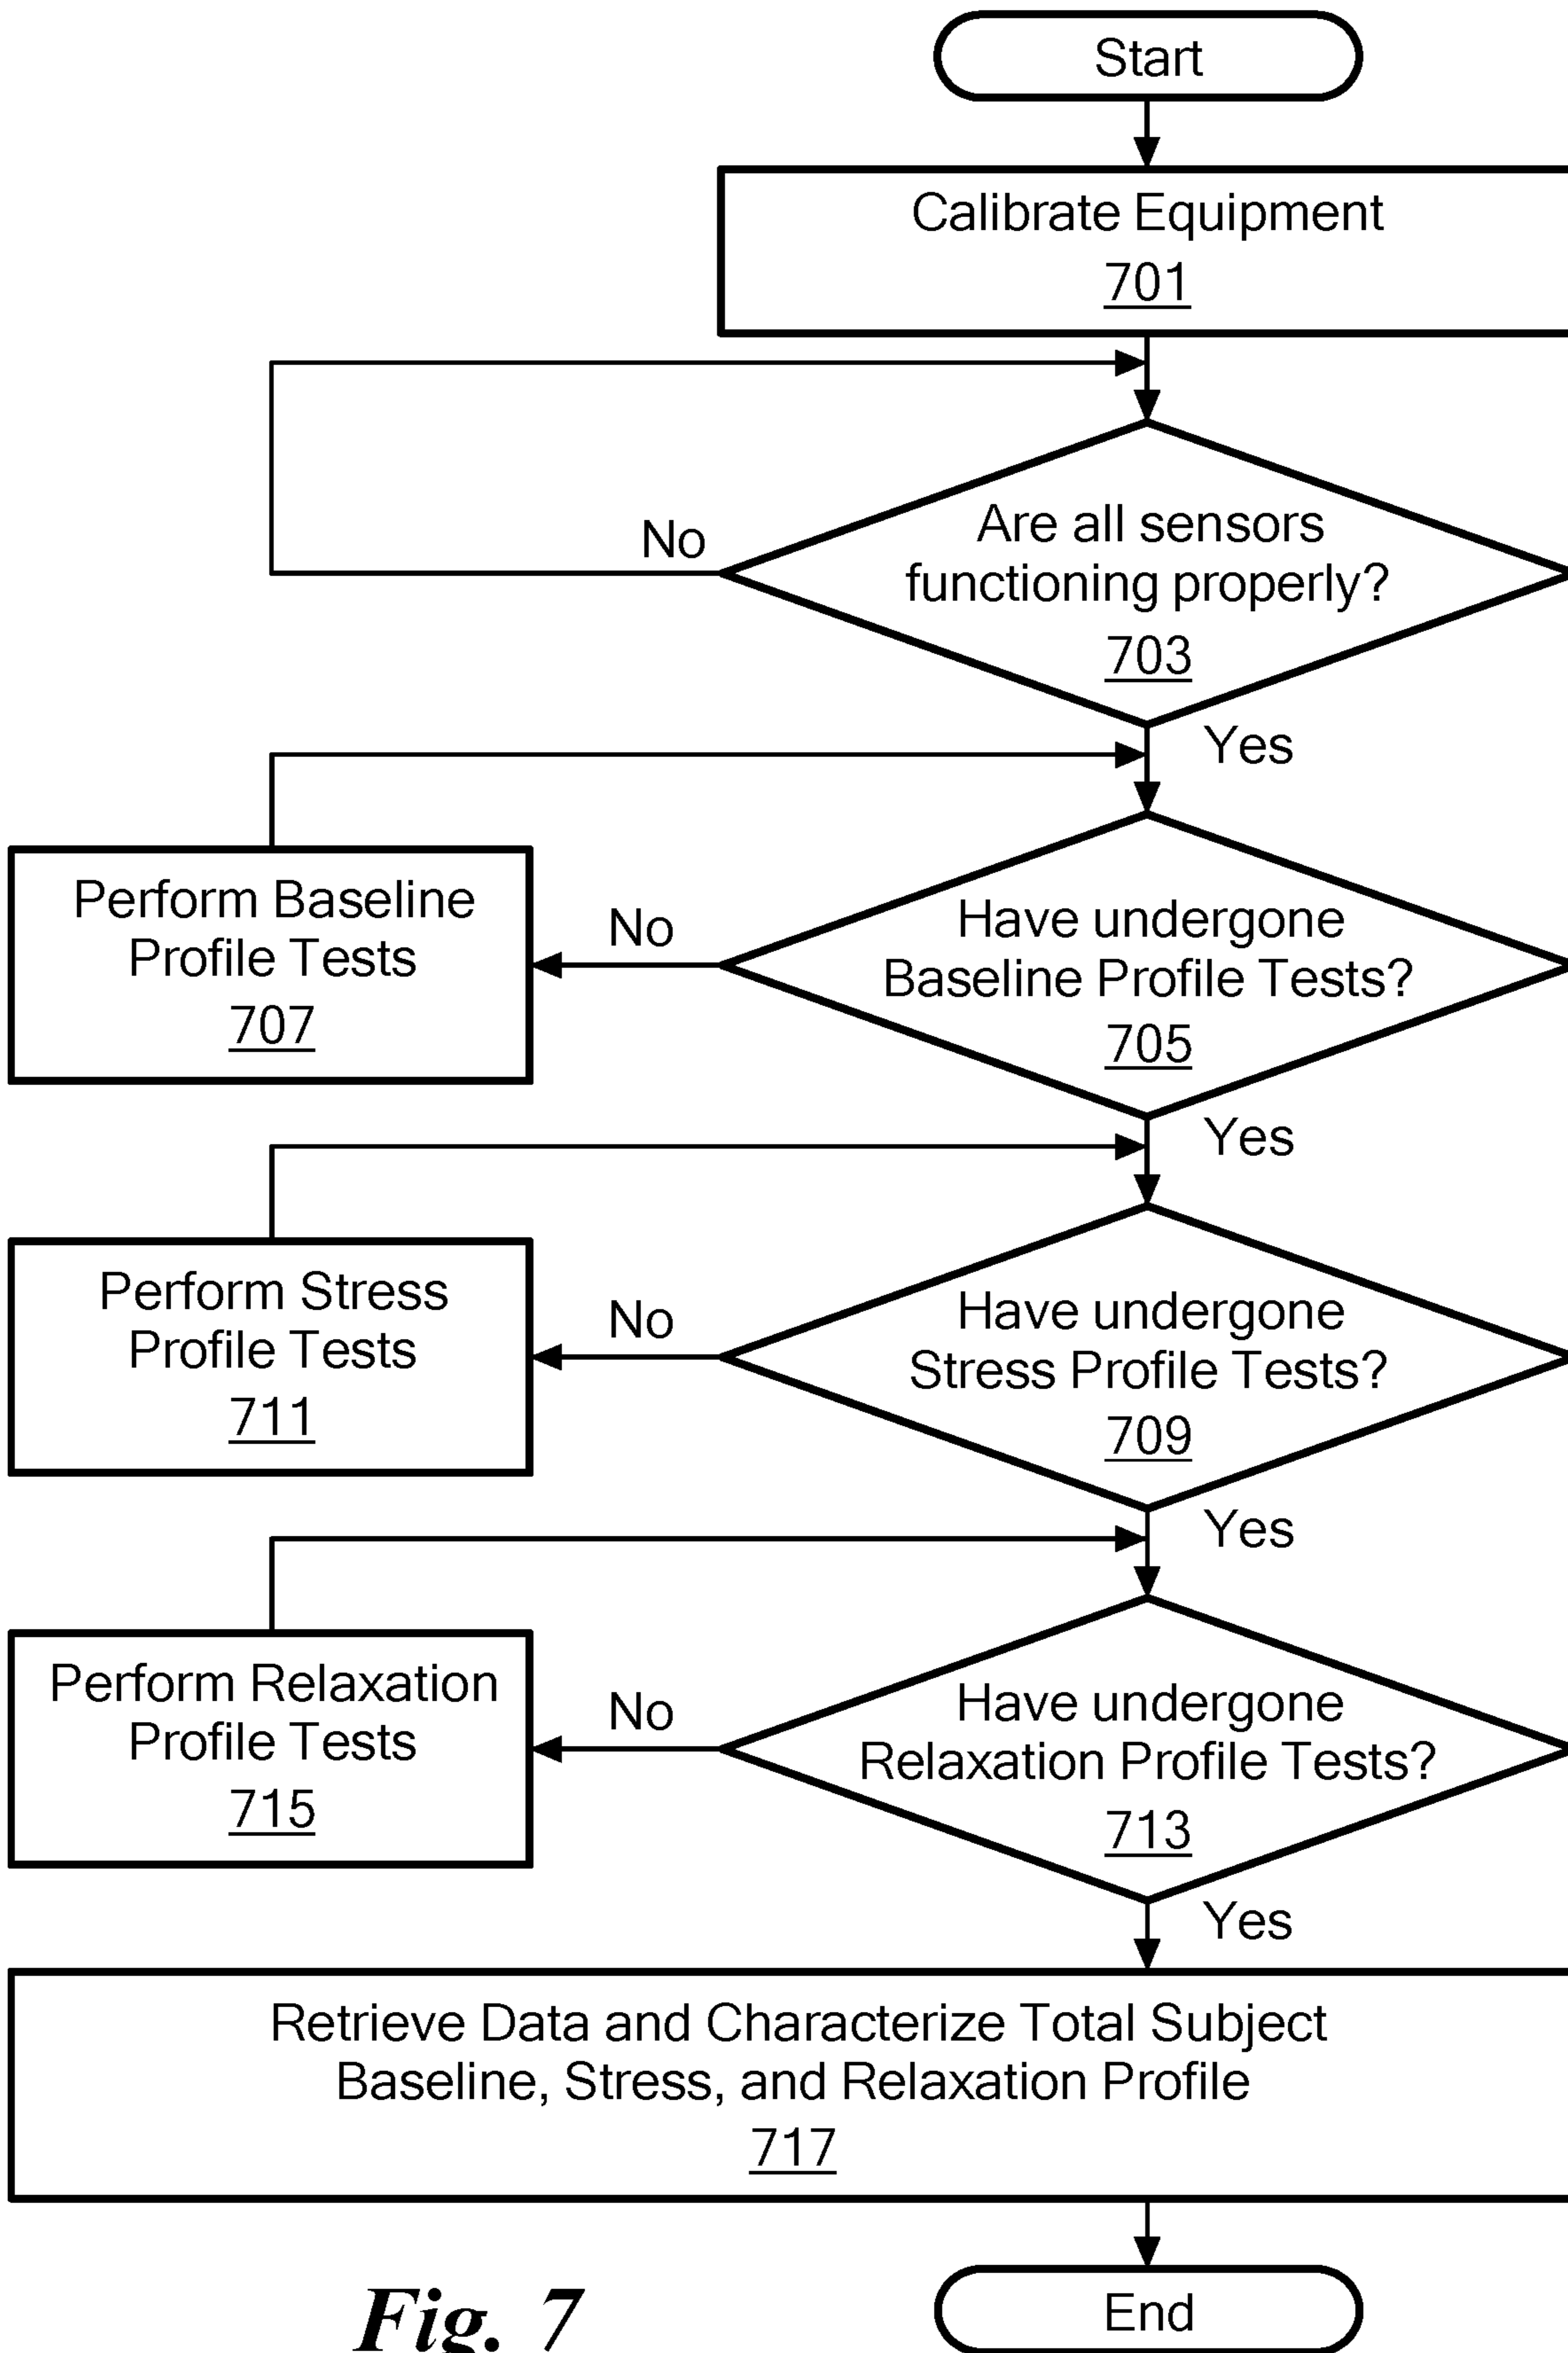 Start
Calibrate Equipment
701
Are all sensors
functioning properly?
703
No
Yes
Have undergone
Baseline Profile Tests?
705
No
Perform Baseline
Profile Tests
707
Yes
Have undergone
Stress Profile Tests?
709
No
Perform Stress
Profile Tests
711
Yes
Have undergone
Relaxation Profile Tests?
713
No
Perform Relaxation
Profile Tests
715
Yes
Retrieve Data and Characterize Total Subject
Baseline, Stress, and Relaxation Profile
717
End
Fig. 7